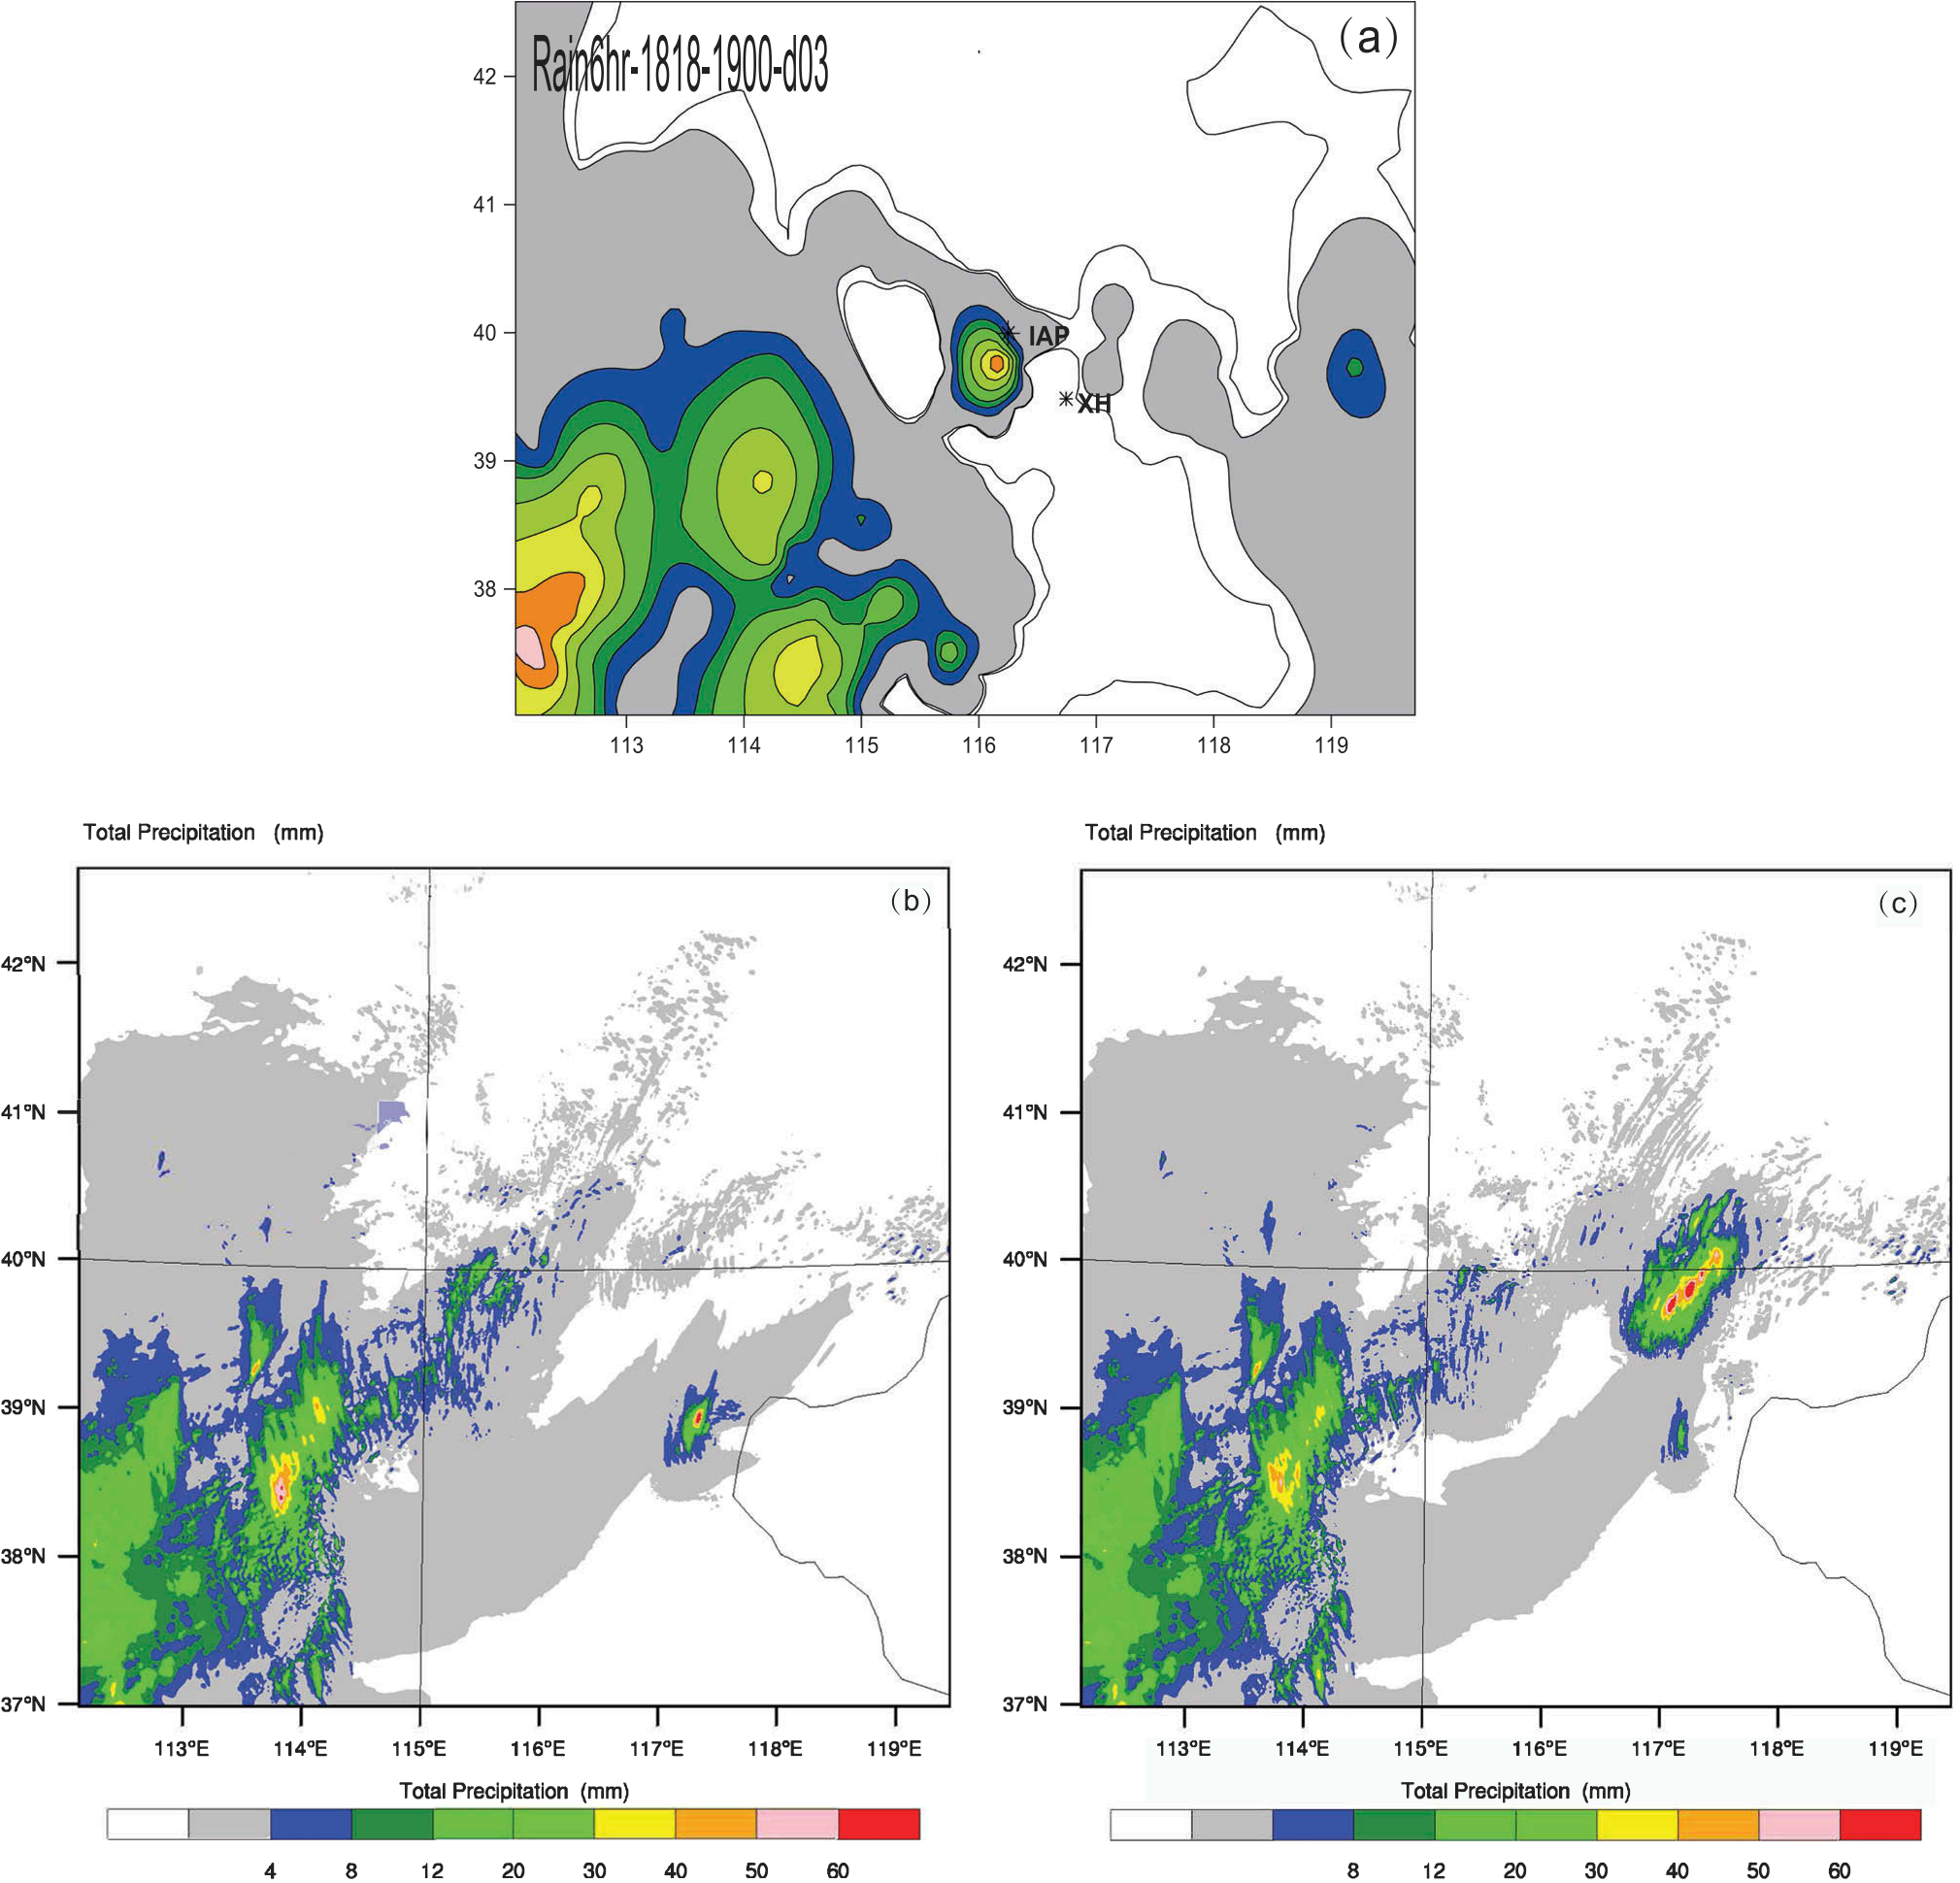 Rain6hr-1818-1900-d03
(a)
42
41
40
39
38
IAP
XH
113 114 115 116 117 118 119
Total Precipitation (mm)
(b)
42°N
41°N
40°N
39°N
38°N
37°N
113°E 114°E 115°E 116°E 117°E 118°E 119°E
Total Precipitation (mm)
4 8 12 20 30 40 50 60
Total Precipitation (mm)
(c)
42°N
41°N
40°N
39°N
38°N
37°N
113°E 114°E 115°E 116°E 117°E 118°E 119°E
Total Precipitation (mm)
8 12 20 30 40 50 60